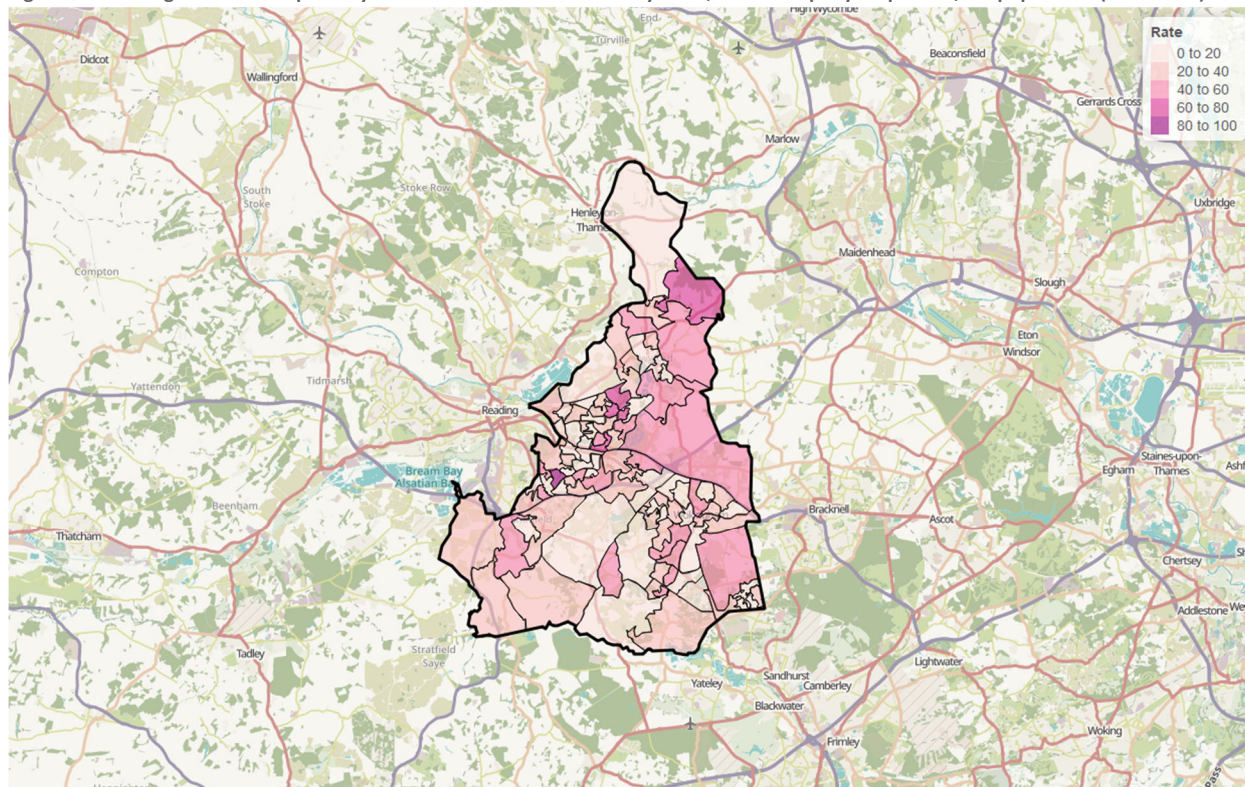 High Wycombe
End
Turville
Didcot
Beaconsfield
Wallingford
Gerrards Cross
Marlow
Stoke Row
South
Stoke
Uxbridge
Henley-on-
Thames
Maidenhead
Compton
Slough
Eton
Windsor
Tidmarsh
Yattendon
Reading
Bream Bay
Alsatian
Staines-upon-
Thames
Egham
Beenham
Bracknell
Ascot
Thatcham
Chertsey
Addlestone
Tadley
Stratfield
Saye
Lightwater
Sandhurst
Yateley
Camberley
Blackwater
Woking
Frimley
Rate
0 to 20
20 to 40
40 to 60
60 to 80
80 to 100